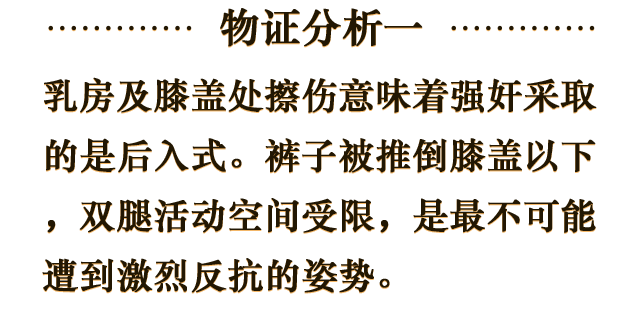 物证分析一
乳房及膝盖处擦伤意味着强奸采取
的是后入式。裤子被推倒膝盖以下
，双腿活动空间受限，是最不可能
遭到激烈反抗的姿势。